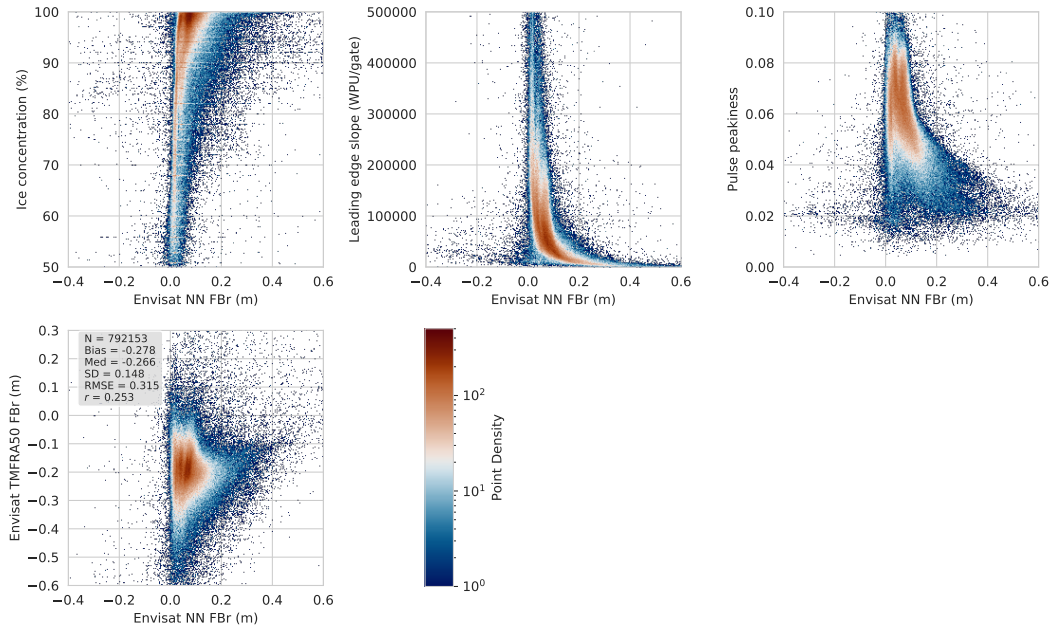 100
90
80
70
60
50
Ice concentration (%)
−0.4 −0.2 0.0 0.2 0.4 0.6
Envisat NN FBr (m)
500000
400000
300000
200000
100000
0
Leading edge slope (WPU/gate)
−0.4 −0.2 0.0 0.2 0.4 0.6
Envisat NN FBr (m)
0.10
0.08
0.06
0.04
0.02
0.00
Pulse peakiness
−0.4 −0.2 0.0 0.2 0.4 0.6
Envisat NN FBr (m)
0.3
0.2
0.1
0.0
−0.1
−0.2
−0.3
−0.4
−0.5
−0.6
Envisat TMFRA50 FBr (m)
N = 792153
Bias = -0.278
Med = -0.266
SD = 0.148
RMSE = 0.315
r = 0.253
−0.4 −0.2 0.0 0.2 0.4 0.6
Envisat NN FBr (m)
10²
10¹
10⁰
Point Density